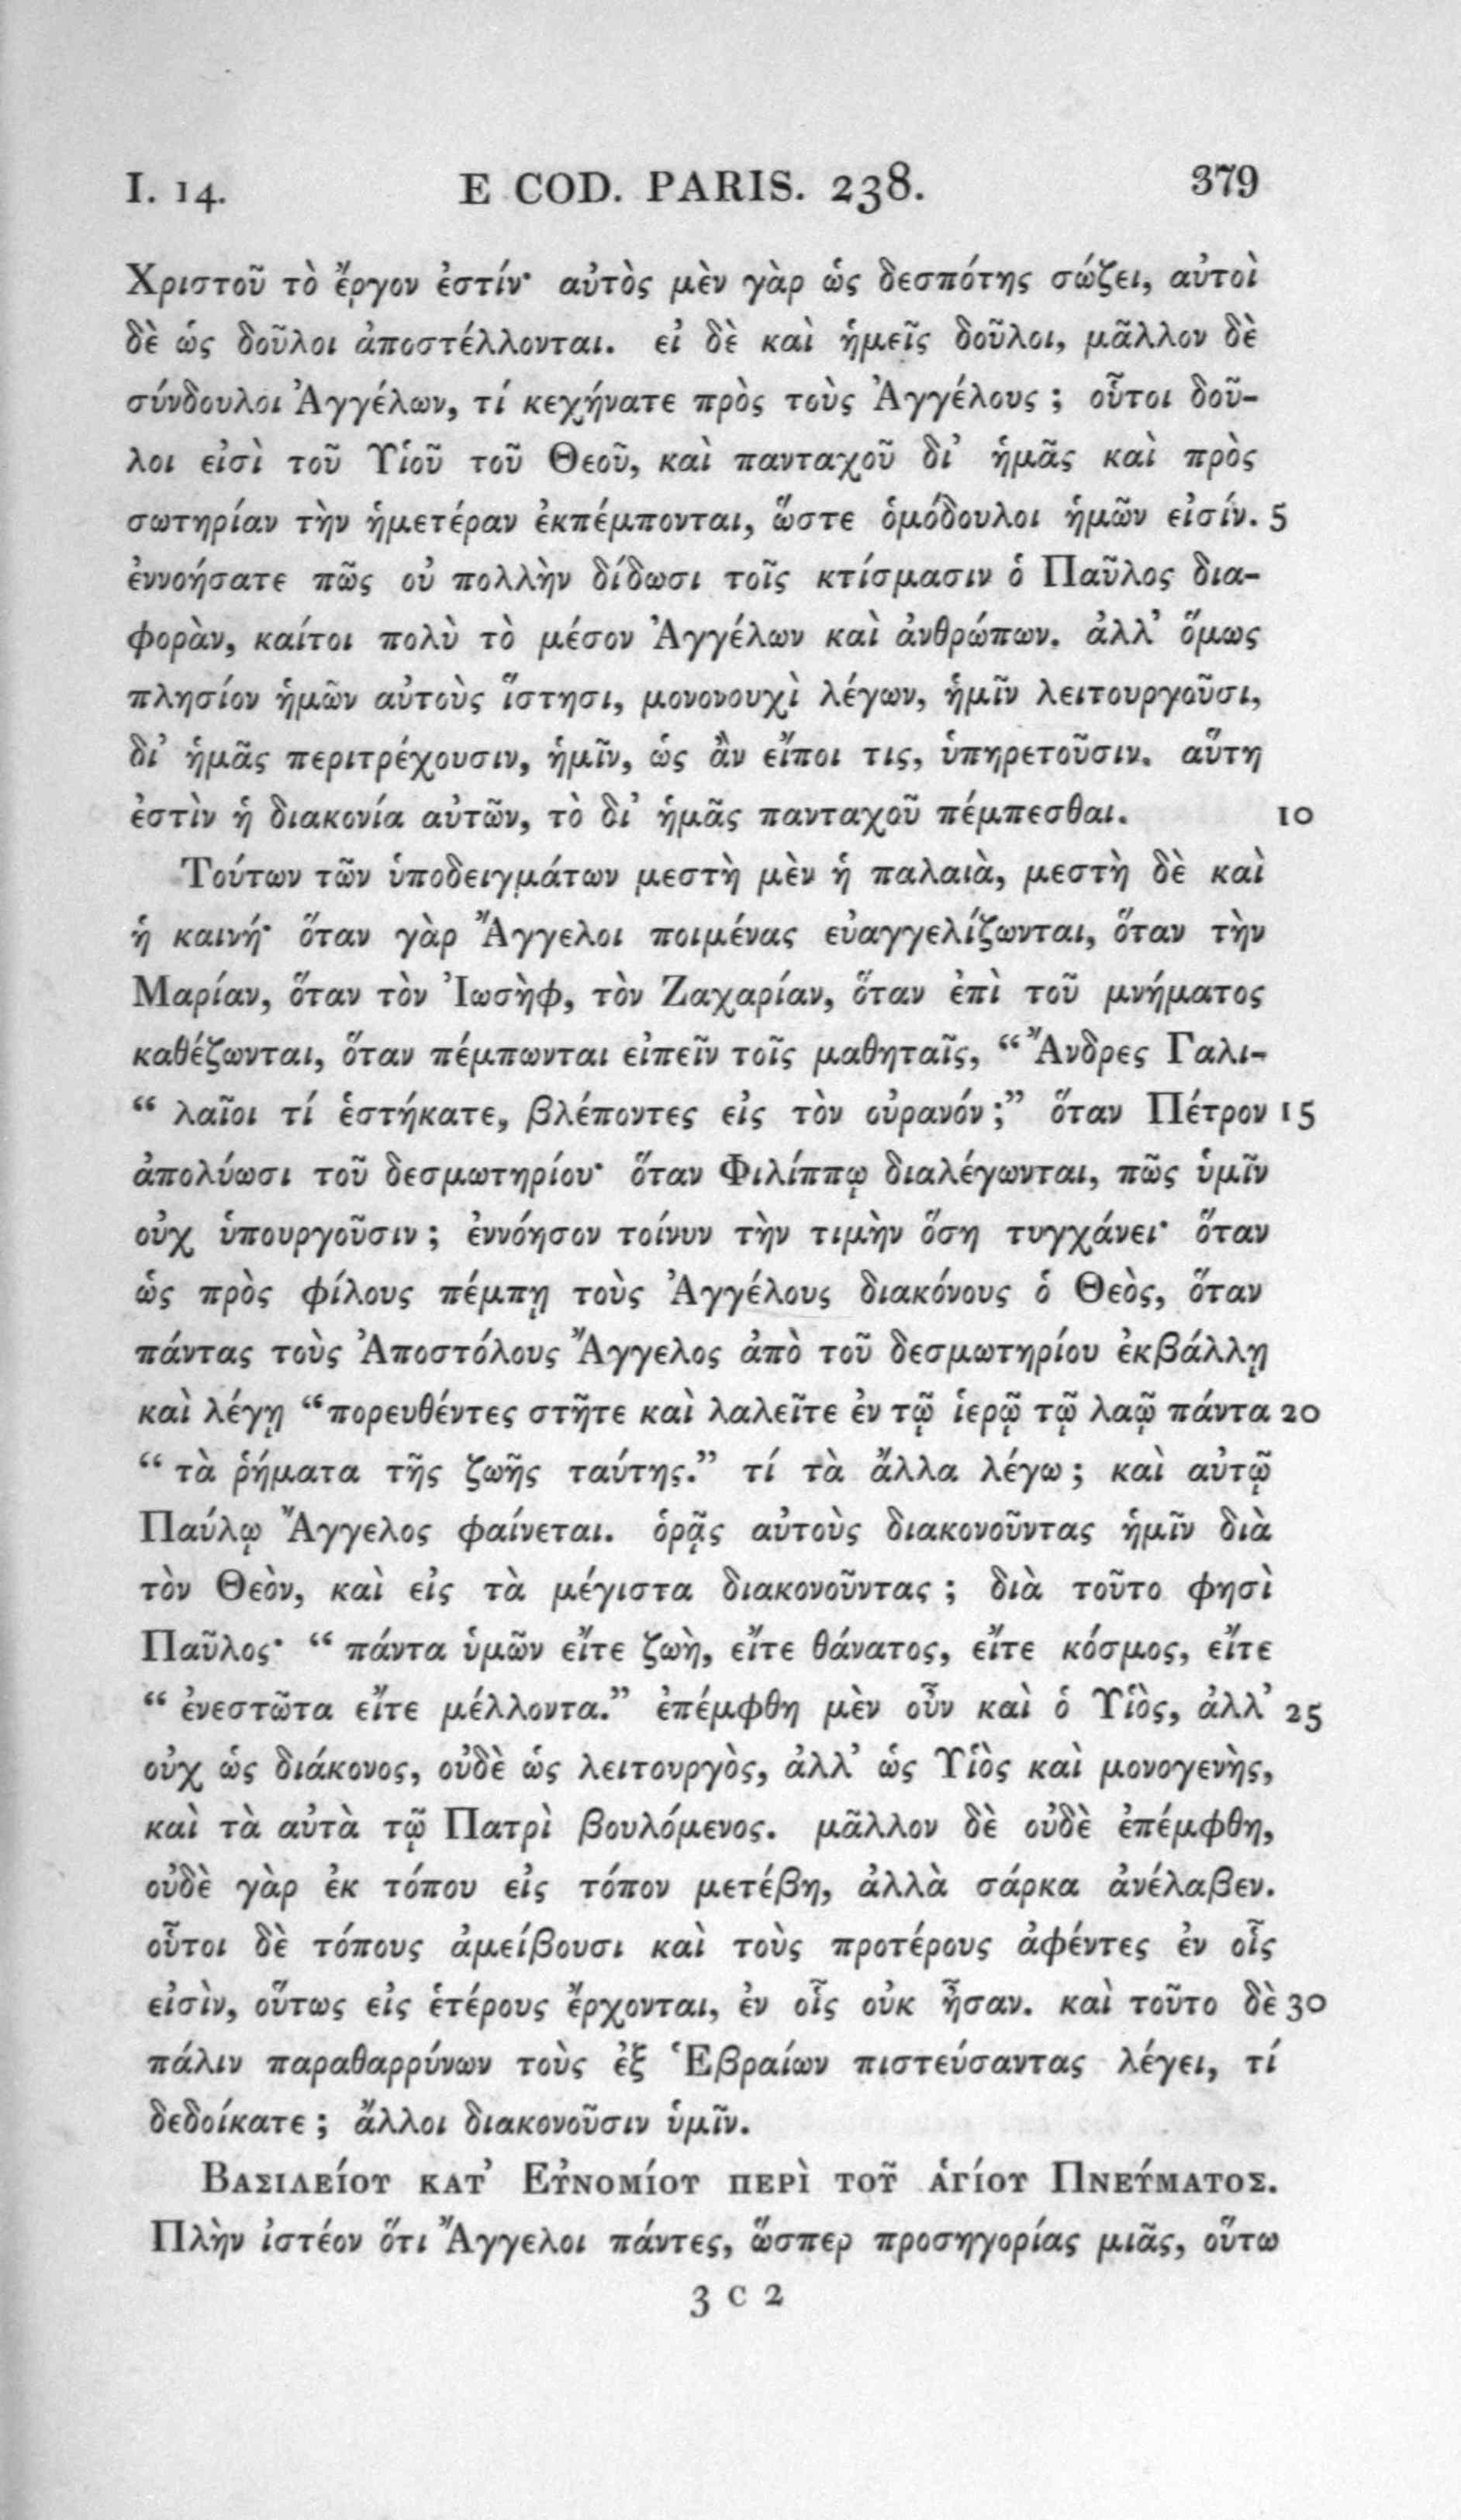 I. 14. E COD. PARIS. 238. 379
Χριστοῦ τὸ ἔργον ἐστίν· αὐτὸς μὲν γὰρ ὡς δεσπότης σώζει, αὐτοὶ
δὲ ὡς δοῦλοι ἀποστέλλονται. εἰ δὲ καὶ ἡμεῖς δοῦλοι, μᾶλλον δὲ
σύνδουλοι Ἀγγέλων, τί κεχήνατε πρὸς τοὺς Ἀγγέλους ; οὗτοι δοῦ-
λοι εἰσὶ τοῦ Υἱοῦ τοῦ Θεοῦ, καὶ πανταχοῦ δι’ ἡμᾶς καὶ πρὸς
σωτηρίαν τὴν ἡμετέραν ἐκπέμπονται, ὥστε ὁμόδουλοι ἡμῶν εἰσίν. 5
ἐννοήσατε πῶς οὐ πολλὴν δίδωσι τοῖς κτίσμασιν ὁ Παῦλος δια-
φορὰν, καίτοι πολὺ τὸ μέσον Ἀγγέλων καὶ ἀνθρώπων. ἀλλ’ ὅμως
πλησίον ἡμῶν αὐτοὺς ἵστησι, μονονουχὶ λέγων, ἡμῖν λειτουργοῦσι,
δι’ ἡμᾶς περιτρέχουσιν, ἡμῖν, ὡς ἂν εἴποι τις, ὑπηρετοῦσιν. αὕτη
ἐστὶν ἡ διακονία αὐτῶν, τὸ δι’ ἡμᾶς πανταχοῦ πέμπεσθαι. 10
Τούτων τῶν ὑποδειγμάτων μεστὴ μὲν ἡ παλαιὰ, μεστὴ δὲ καὶ
ἡ καινή· ὅταν γὰρ Ἄγγελοι ποιμένας εὐαγγελίζωνται, ὅταν τὴν
Μαρίαν, ὅταν τὸν Ἰωσὴφ, τὸν Ζαχαρίαν, ὅταν ἐπὶ τοῦ μνήματος
καθέζωνται, ὅταν πέμπωνται εἰπεῖν τοῖς μαθηταῖς, “ Ἄνδρες Γαλι-
“ λαῖοι τί ἑστήκατε, βλέποντες εἰς τὸν οὐρανόν ;” ὅταν Πέτρον 15
ἀπολύωσι τοῦ δεσμωτηρίου· ὅταν Φιλίππῳ διαλέγωνται, πῶς ὑμῖν
οὐχ ὑπουργοῦσιν ; ἐννόησον τοίνυν τὴν τιμὴν ὅση τυγχάνει· ὅταν
ὡς πρὸς φίλους πέμπῃ τοὺς Ἀγγέλους διακόνους ὁ Θεὸς, ὅταν
πάντας τοὺς Ἀποστόλους Ἄγγελος ἀπὸ τοῦ δεσμωτηρίου ἐκβάλλῃ
καὶ λέγῃ “ πορευθέντες στῆτε καὶ λαλεῖτε ἐν τῷ ἱερῷ τῷ λαῷ πάντα 20
“ τὰ ῥήματα τῆς ζωῆς ταύτης.” τί τὰ ἄλλα λέγω ; καὶ αὐτῷ
Παύλῳ Ἄγγελος φαίνεται. ὁρᾷς αὐτοὺς διακονοῦντας ἡμῖν διὰ
τὸν Θεὸν, καὶ εἰς τὰ μέγιστα διακονοῦντας ; διὰ τοῦτο φησὶ
Παῦλος· “ πάντα ὑμῶν εἴτε ζωὴ, εἴτε θάνατος, εἴτε κόσμος, εἴτε
“ ἐνεστῶτα εἴτε μέλλοντα.” ἐπέμφθη μὲν οὖν καὶ ὁ Υἱὸς, ἀλλ’ 25
οὐχ ὡς διάκονος, οὐδὲ ὡς λειτουργὸς, ἀλλ’ ὡς Υἱὸς καὶ μονογενὴς,
καὶ τὰ αὐτὰ τῷ Πατρὶ βουλόμενος. μᾶλλον δὲ οὐδὲ ἐπέμφθη,
οὐδὲ γὰρ ἐκ τόπου εἰς τόπον μετέβη, ἀλλὰ σάρκα ἀνέλαβεν.
οὗτοι δὲ τόπους ἀμείβουσι καὶ τοὺς προτέρους ἀφέντες ἐν οἷς
εἰσὶν, οὕτως εἰς ἑτέρους ἔρχονται, ἐν οἷς οὐκ ἦσαν. καὶ τοῦτο δὲ 30
πάλιν παραθαρρύνων τοὺς ἐξ Ἑβραίων πιστεύσαντας λέγει, τί
δεδοίκατε ; ἄλλοι διακονοῦσιν ὑμῖν.
Βασιλείου κατ’ Εὐνομίου περὶ τοῦ ἁγίου Πνεύματος.
Πλὴν ἰστέον ὅτι Ἄγγελοι πάντες, ὥσπερ προσηγορίας μιᾶς, οὕτω
3 C 2